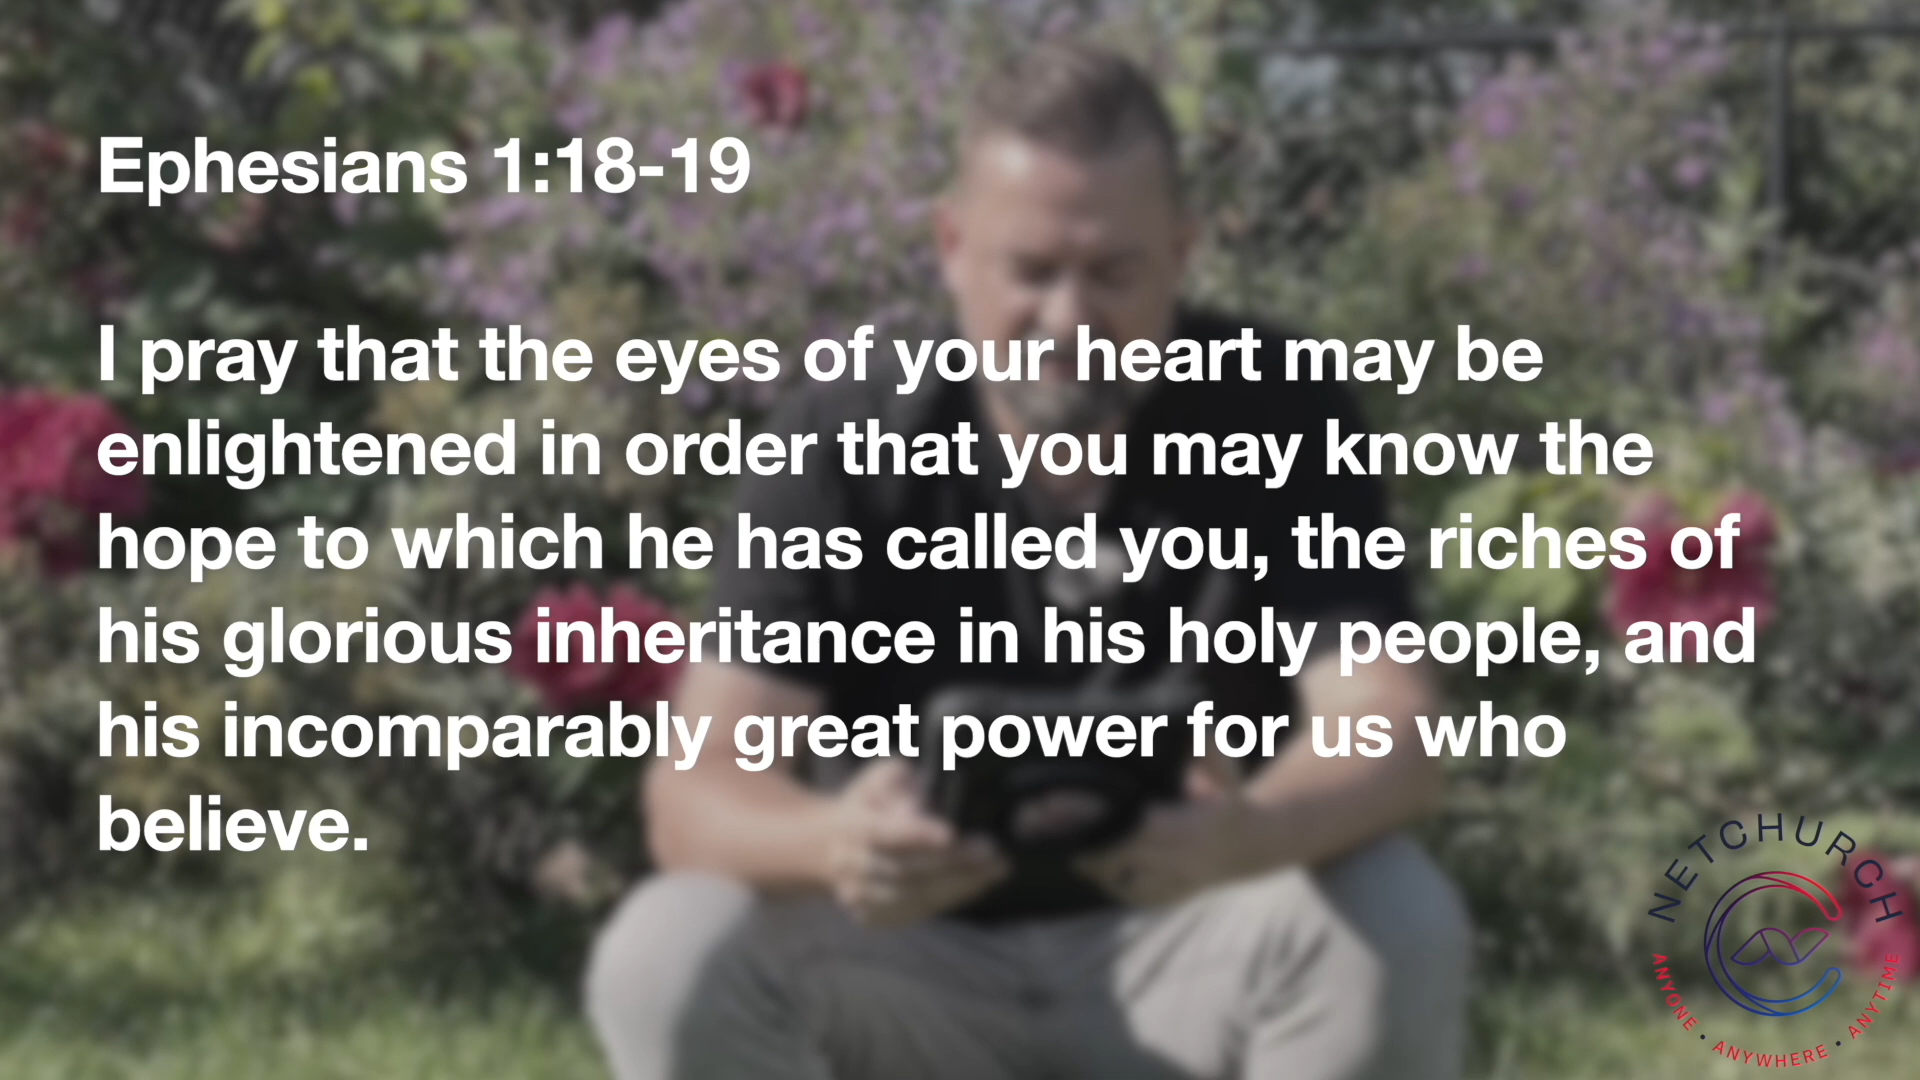 Ephesians 1:18-19
I pray that the eyes of your heart may be
enlightened in order that you may know the
hope to which he has called you, the riches of
his glorious inheritance in his holy people, and
his incomparably great power for us who
believe.
NETCHURCH
ANYONE • ANYWHERE • ANYTIME